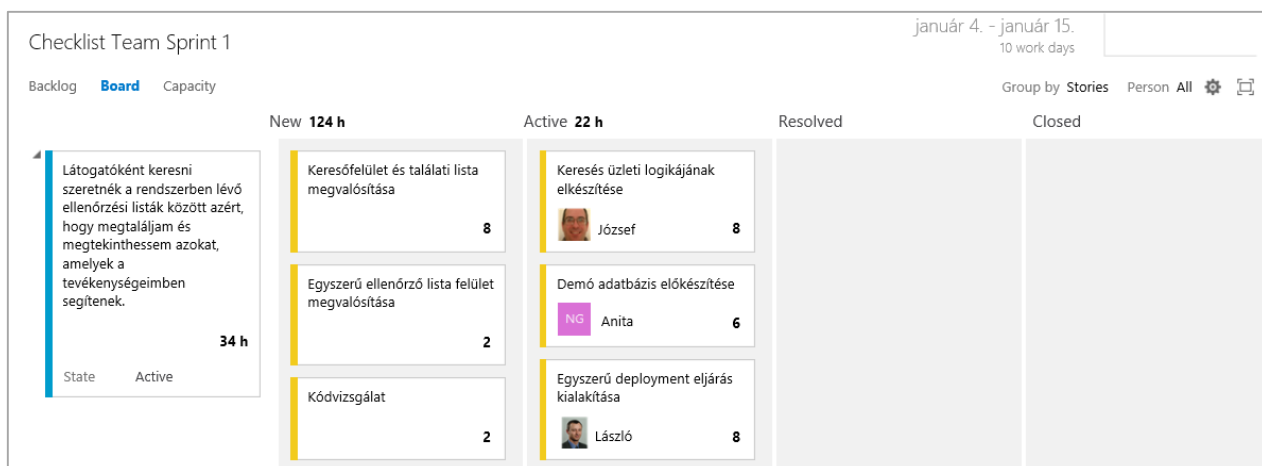 Checklist Team Sprint 1
január 4. - január 15.
10 work days
Backlog Board Capacity
Group by Stories Person All
New 124 h
Active 22 h
Resolved
Closed
Látogatóként keresni
szeretnék a rendszerben lévő
ellenőrzési listák között azért,
hogy megtaláljam és
megtekinthessem azokat,
amelyek a
tevékenységeimben
segítenek.
34 h
State Active
Keresőfelület és találati lista
megvalósítása
8
Egyszerű ellenőrző lista felület
megvalósítása
2
Kódvizsgálat
2
Keresés üzleti logikájának
elkészítése
József 8
Demó adatbázis előkészítése
NG Anita 6
Egyszerű deployment eljárás
kialakítása
László 8